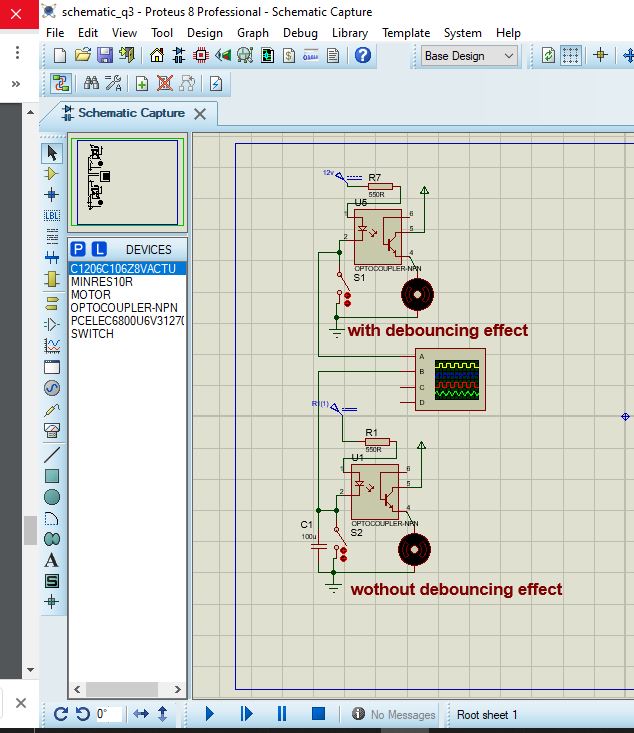 schematic_q3 - Proteus 8 Professional - Schematic Capture
File Edit View Tool Design Graph Debug Library Template System Help
Base Design
Schematic Capture
P L DEVICES
C1206C106Z8VACTU
MINRES10R
MOTOR
OPTOCOUPLER-NPN
PCELEC6800U6V3127(
SWITCH
LBL
A
S
12v
R7
550R
U5
1
6
5
2
4
OPTOCOUPLER-NPN
S1
with debouncing effect
A
B
C
D
R1(1)
R1
550R
U1
1
6
5
2
4
OPTOCOUPLER-NPN
C1
100u
S2
wothout debouncing effect
0°
No Messages
Root sheet 1